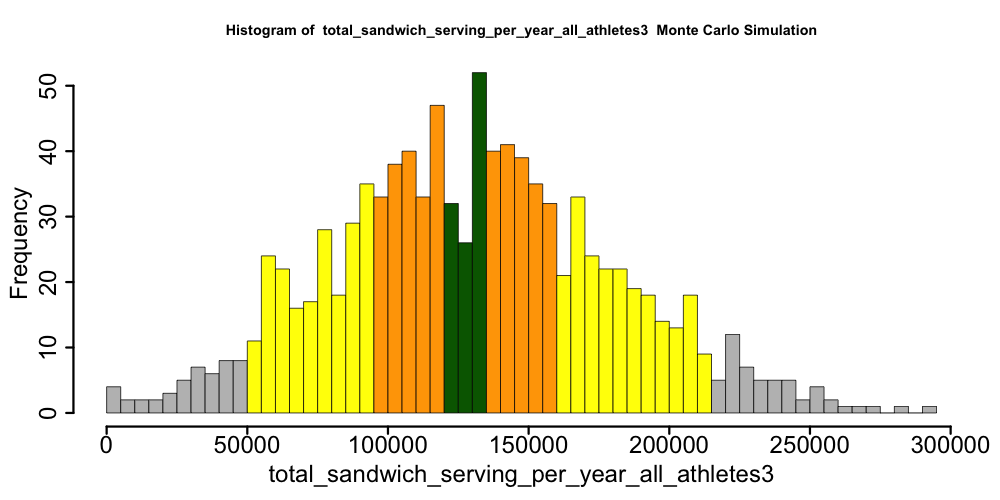 Histogram of total_sandwich_serving_per_year_all_athletes3 Monte Carlo Simulation
Frequency
50
40
30
20
10
0
0 50000 100000 150000 200000 250000 300000
total_sandwich_serving_per_year_all_athletes3